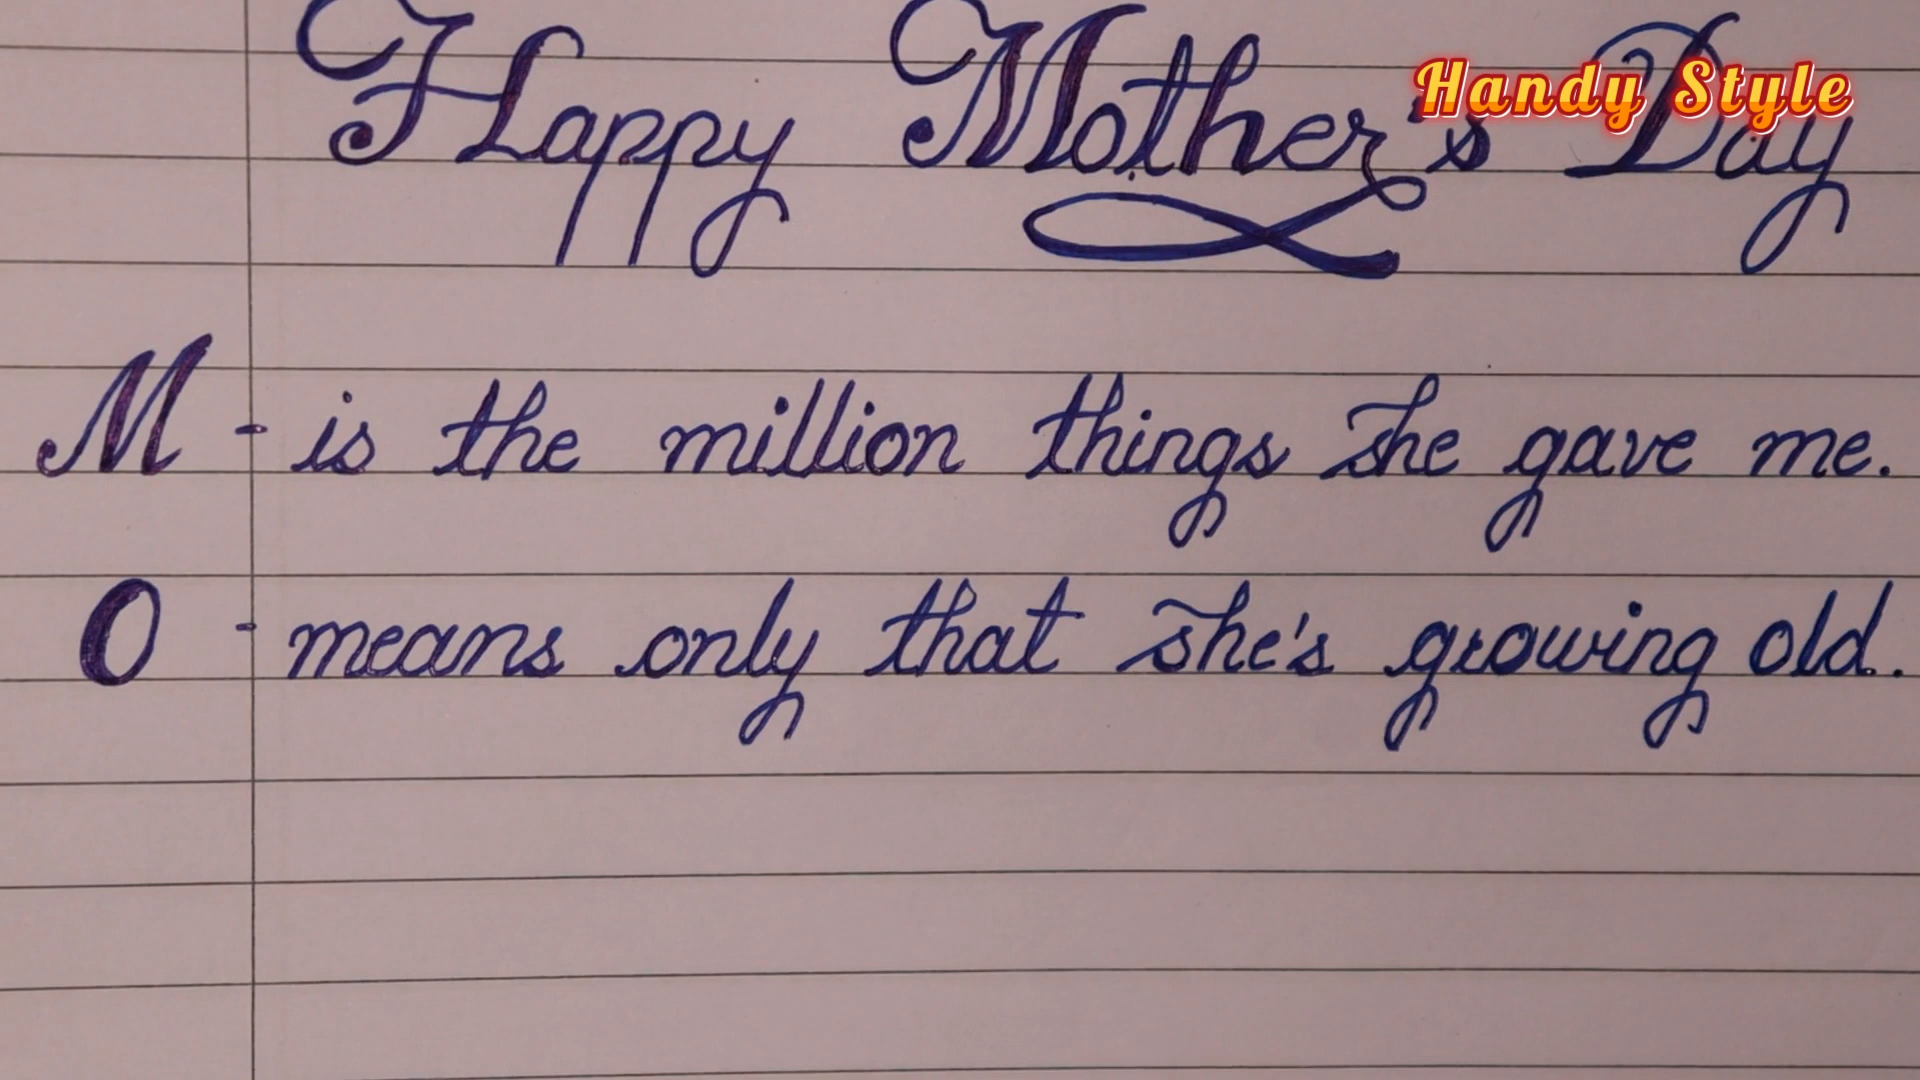 Happy Mother's Day
Handy Style
M - is the million things she gave me.
O - means only that she's growing old.